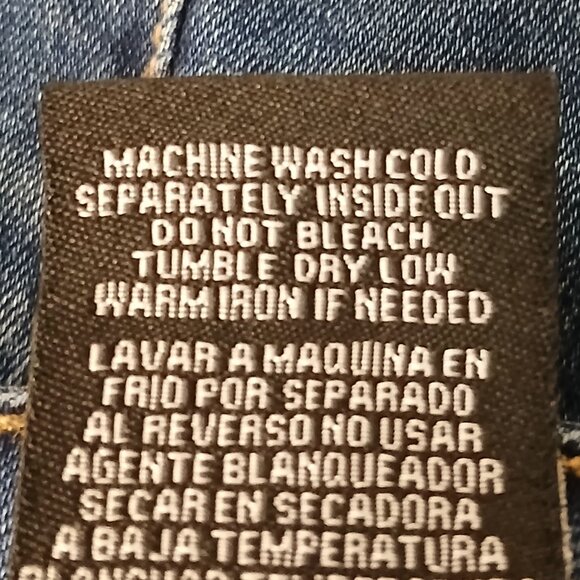 MACHINE WASH COLD
SEPARATELY INSIDE OUT
DO NOT BLEACH
TUMBLE DRY LOW
WARM IRON IF NEEDED
LAVAR A MAQUINA EN
FRIO POR SEPARADO
AL REVERSO NO USAR
AGENTE BLANQUEADOR
SECAR EN SECADORA
A BAJA TEMPERATURA